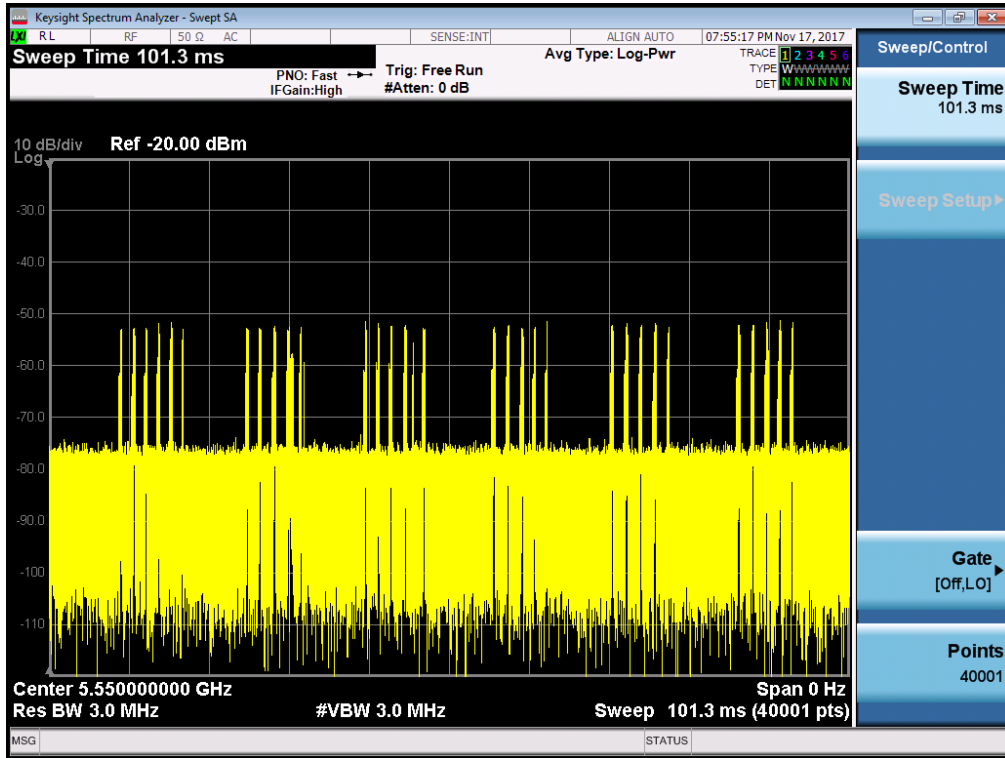 Keysight Spectrum Analyzer - Swept SA
LXI RL RF 50 Ω AC SENSE:INT ALIGN AUTO 07:55:17 PM Nov 17, 2017
Sweep Time 101.3 ms
PNO: Fast
IFGain:High
Trig: Free Run
#Atten: 0 dB
Avg Type: Log-Pwr
TRACE 1 2 3 4 5 6
TYPE WWWWWW
DET N N N N N N
10 dB/div Ref -20.00 dBm
Log
-30.0
-40.0
-50.0
-60.0
-70.0
-80.0
-90.0
-100
-110
Center 5.550000000 GHz Span 0 Hz
Res BW 3.0 MHz #VBW 3.0 MHz Sweep 101.3 ms (40001 pts)
MSG STATUS
Sweep/Control
Sweep Time
101.3 ms
Sweep Setup
Gate
[Off,LO]
Points
40001